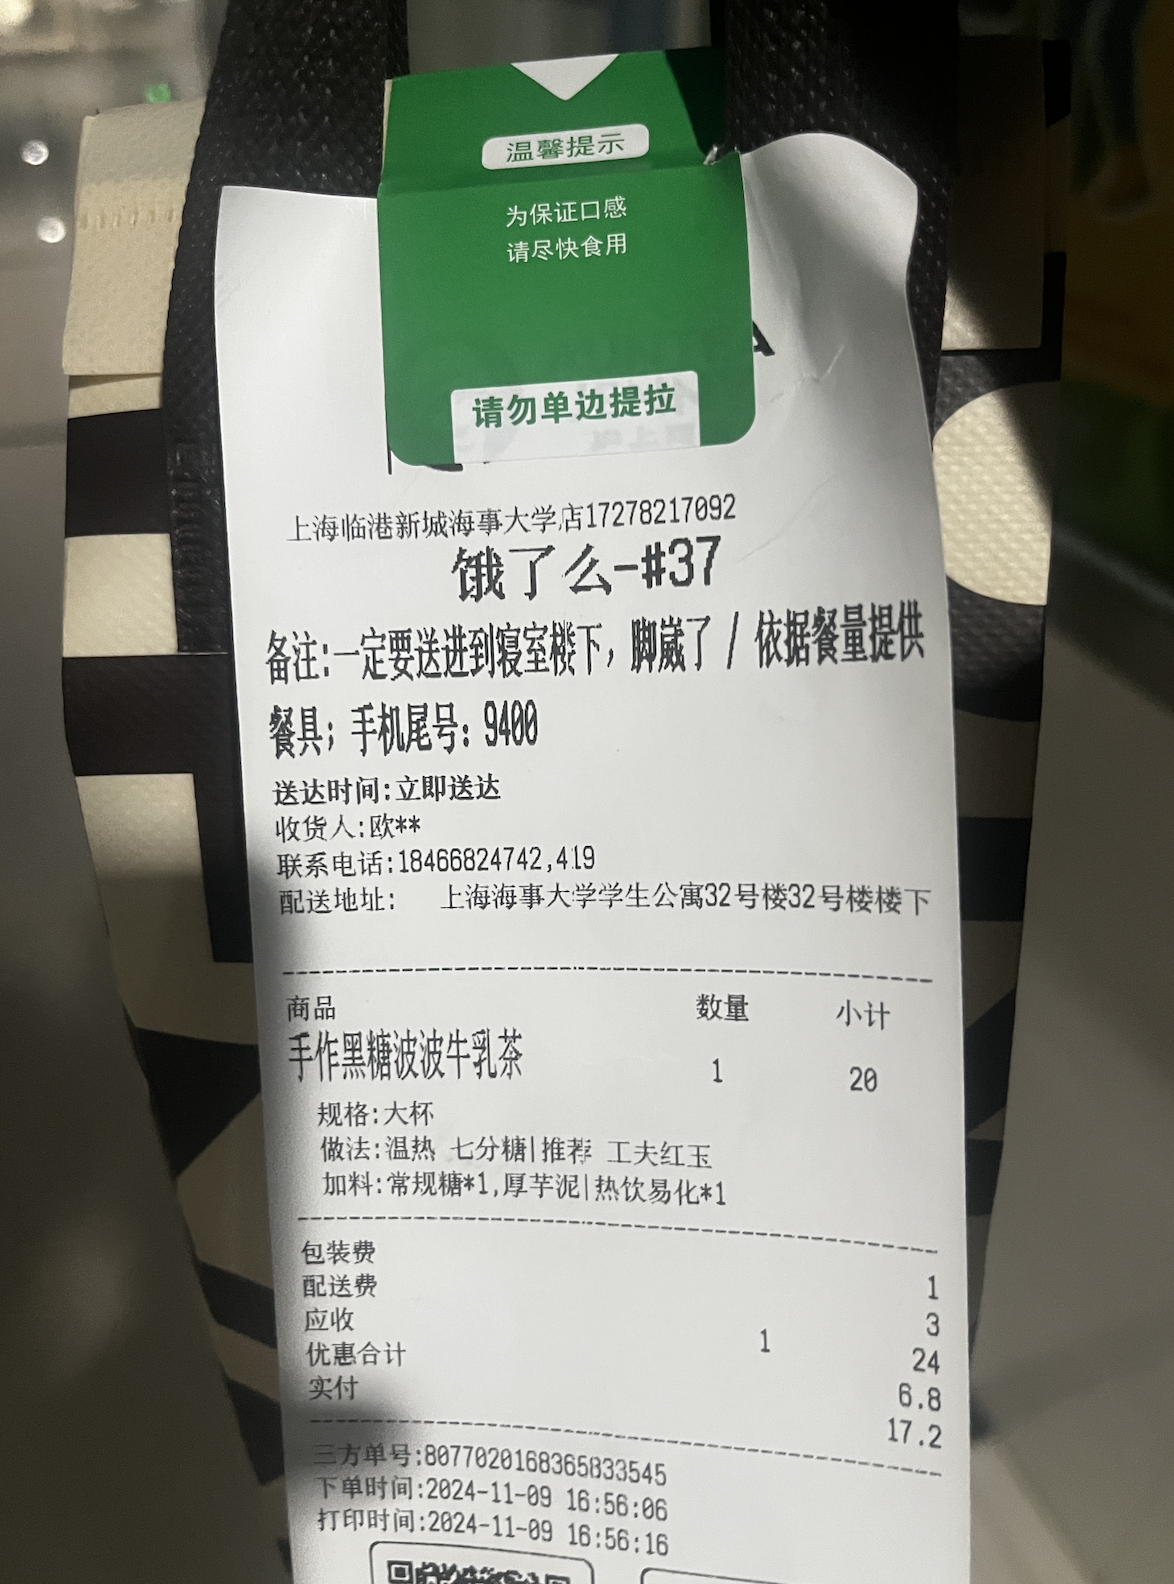 温馨提示
为保证口感
请尽快食用
请勿单边提拉
上海临港新城海事大学店17278217092
饿了么-#37
备注:一定要送进到寝室楼下，脚崴了 / 依据餐量提供
餐具；手机尾号：9400
送达时间:立即送达
收货人:欧**
联系电话:18466824742,419
配送地址: 上海海事大学学生公寓32号楼32号楼楼下
商品 数量 小计
手作黑糖波波牛乳茶 1 20
规格:大杯
做法:温热 七分糖|推荐 工夫红玉
加料:常规糖*1,厚芋泥|热饮易化*1
包装费 1
配送费 3
应收 1 24
优惠合计 6.8
实付 17.2
三方单号:8077020168365833545
下单时间:2024-11-09 16:56:06
打印时间:2024-11-09 16:56:16